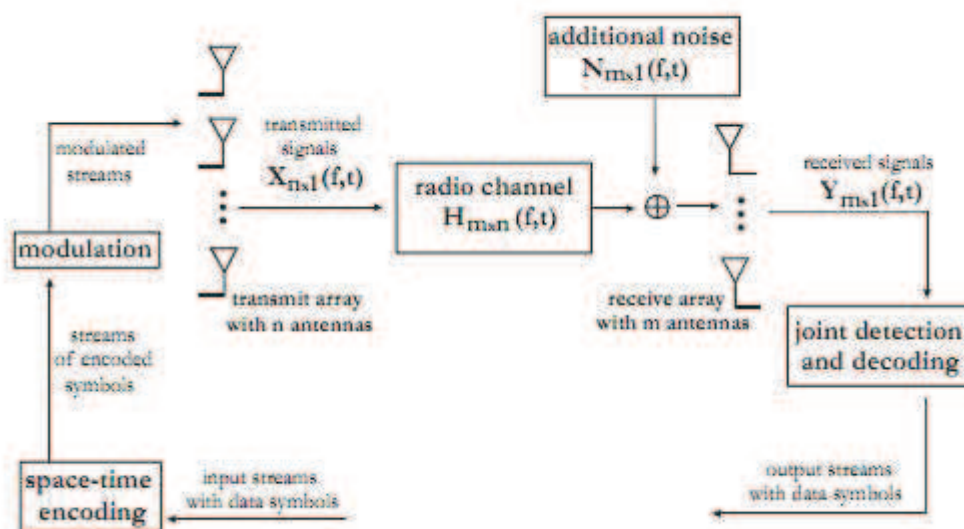 additional noise
Nmx1(f,t)
modulated
streams
transmitted
signals
Xnx1(f,t)
radio channel
Hmxn (f,t)
received signals
Ymx1(f,t)
modulation
transmit array
with n antennas
receive array
with m antennas
joint detection
and decoding
streams
of encoded
symbols
space-time
encoding
input streams
with data symbols
output streams
with data symbols